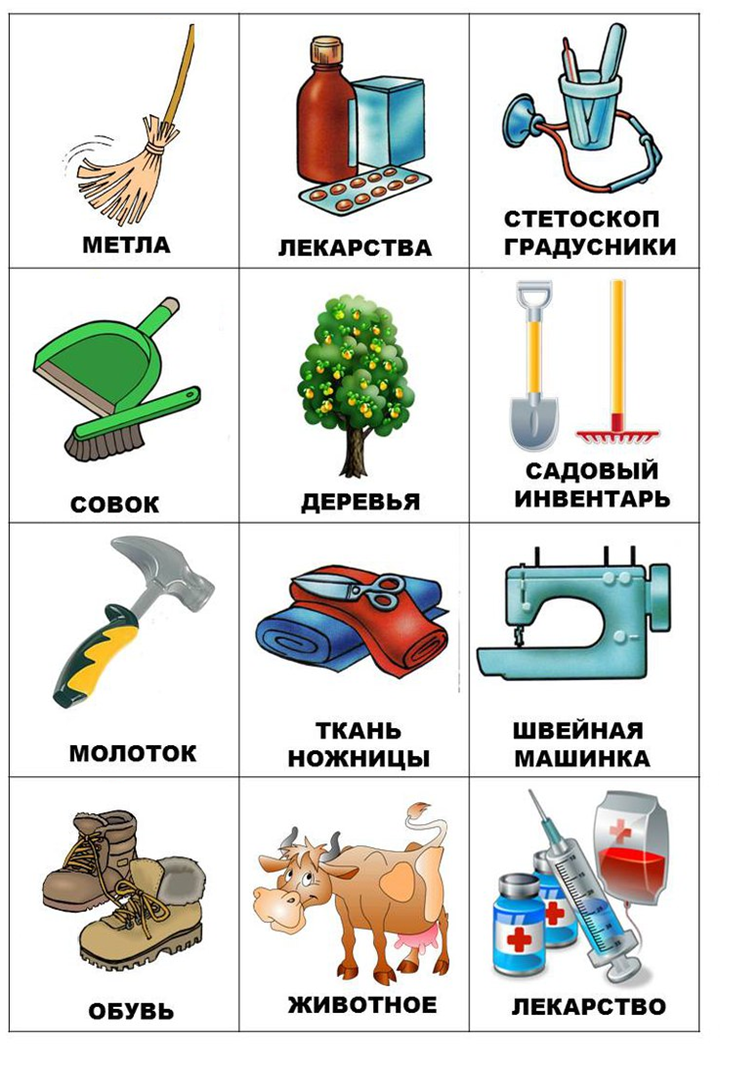 МЕТЛА
ЛЕКАРСТВА
СТЕТОСКОП
ГРАДУСНИКИ
СОВОК
ДЕРЕВЬЯ
САДОВЫЙ
ИНВЕНТАРЬ
МОЛОТОК
ТКАНЬ
НОЖНИЦЫ
ШВЕЙНАЯ
МАШИНКА
ОБУВЬ
ЖИВОТНОЕ
ЛЕКАРСТВО